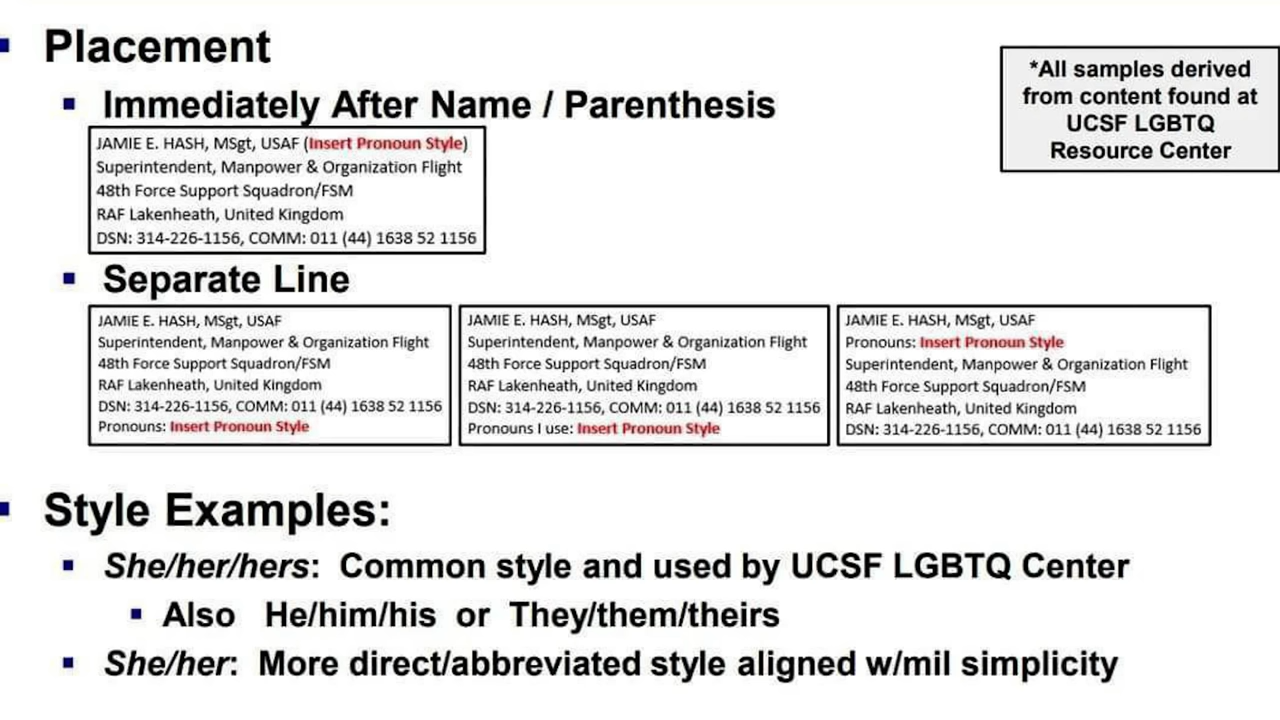 Placement
*All samples derived
from content found at
UCSF LGBTQ
Resource Center
Immediately After Name / Parenthesis
JAMIE E. HASH, MSgt, USAF (Insert Pronoun Style)
Superintendent, Manpower & Organization Flight
48th Force Support Squadron/FSM
RAF Lakenheath, United Kingdom
DSN: 314-226-1156, COMM: 011 (44) 1638 52 1156
Separate Line
JAMIE E. HASH, MSgt, USAF
Superintendent, Manpower & Organization Flight
48th Force Support Squadron/FSM
RAF Lakenheath, United Kingdom
DSN: 314-226-1156, COMM: 011 (44) 1638 52 1156
Pronouns: Insert Pronoun Style
JAMIE E. HASH, MSgt, USAF
Superintendent, Manpower & Organization Flight
48th Force Support Squadron/FSM
RAF Lakenheath, United Kingdom
DSN: 314-226-1156, COMM: 011 (44) 1638 52 1156
Pronouns I use: Insert Pronoun Style
JAMIE E. HASH, MSgt, USAF
Pronouns: Insert Pronoun Style
Superintendent, Manpower & Organization Flight
48th Force Support Squadron/FSM
RAF Lakenheath, United Kingdom
DSN: 314-226-1156, COMM: 011 (44) 1638 52 1156
Style Examples:
She/her/hers: Common style and used by UCSF LGBTQ Center
Also He/him/his or They/them/theirs
She/her: More direct/abbreviated style aligned w/mil simplicity